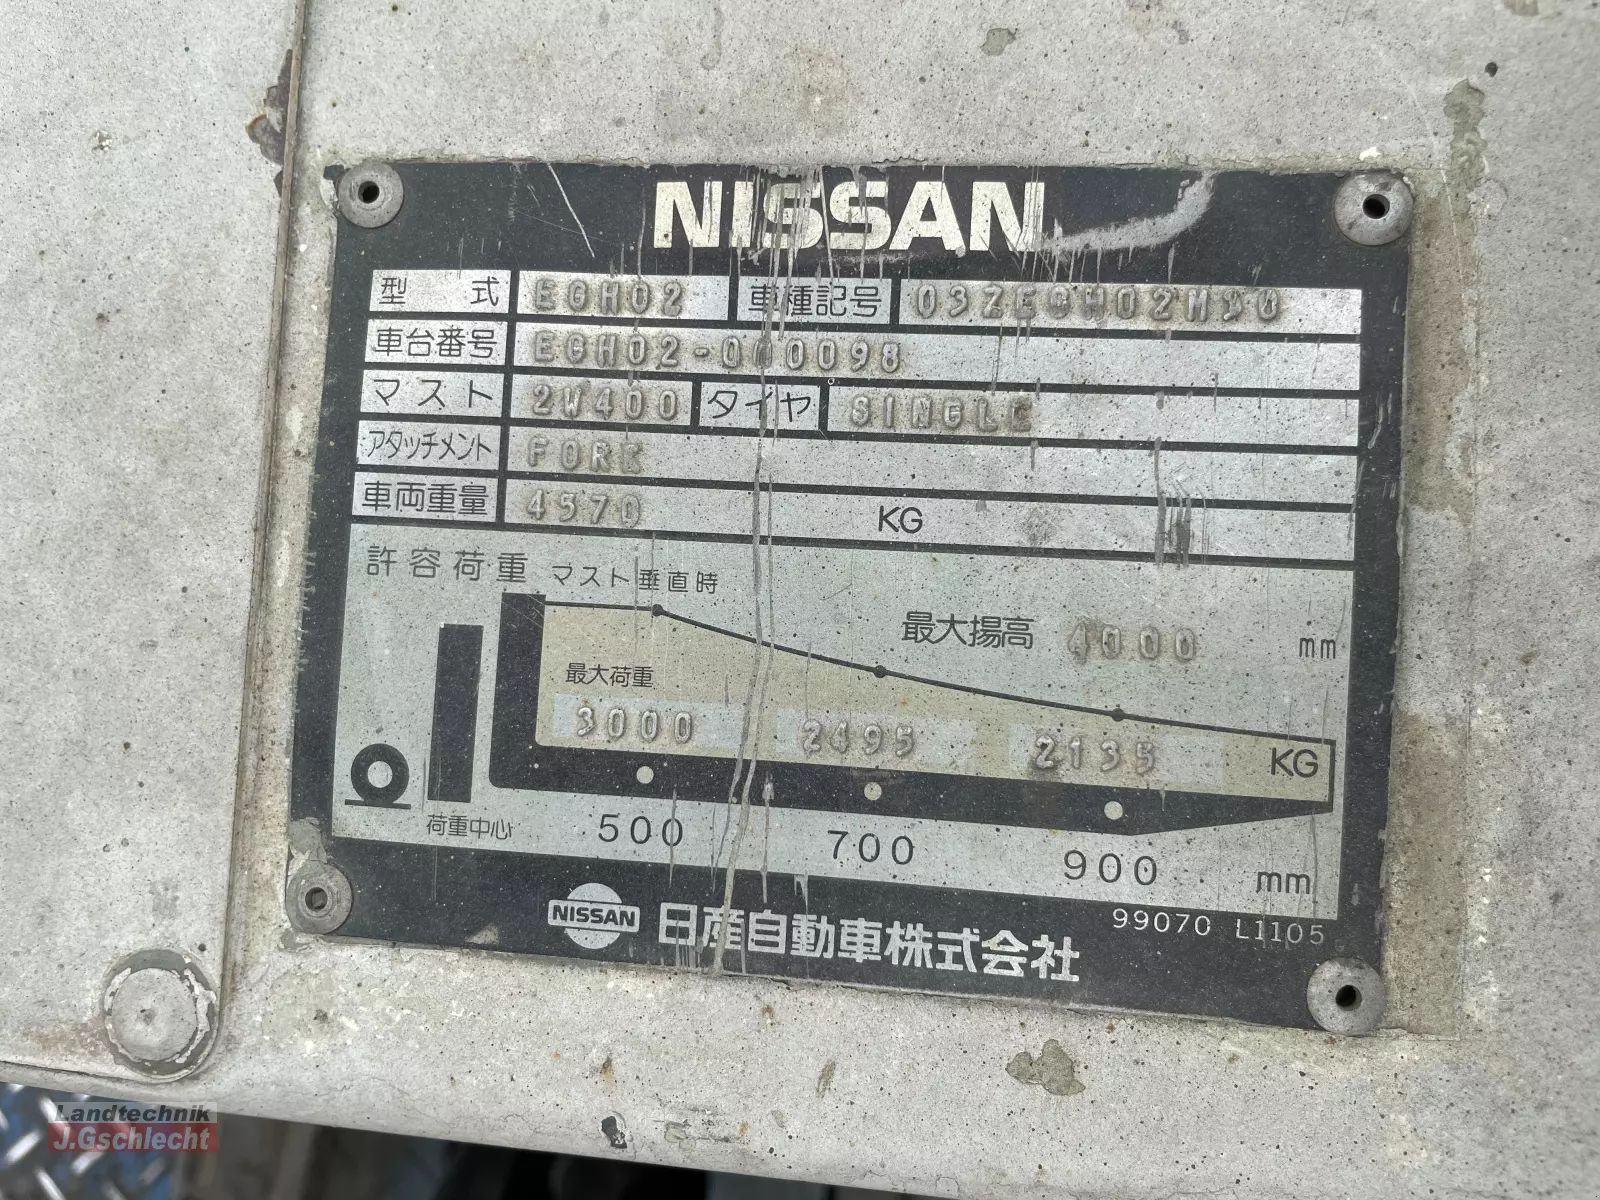 NISSAN
型式 EGH02 車種記号
車台番号 EGH02-000098
マスト 2W400 タイヤ SINGLE
アタッチメント FORK
車両重量 4570 KG
許容荷重 マスト垂直時
最大揚高 4000 mm
最大荷重
3000 2495 2135 KG
荷重中心 500 700 900 mm
99070 L1105
NISSAN 日産自動車株式会社
Landtechnik
J.Gschlecht